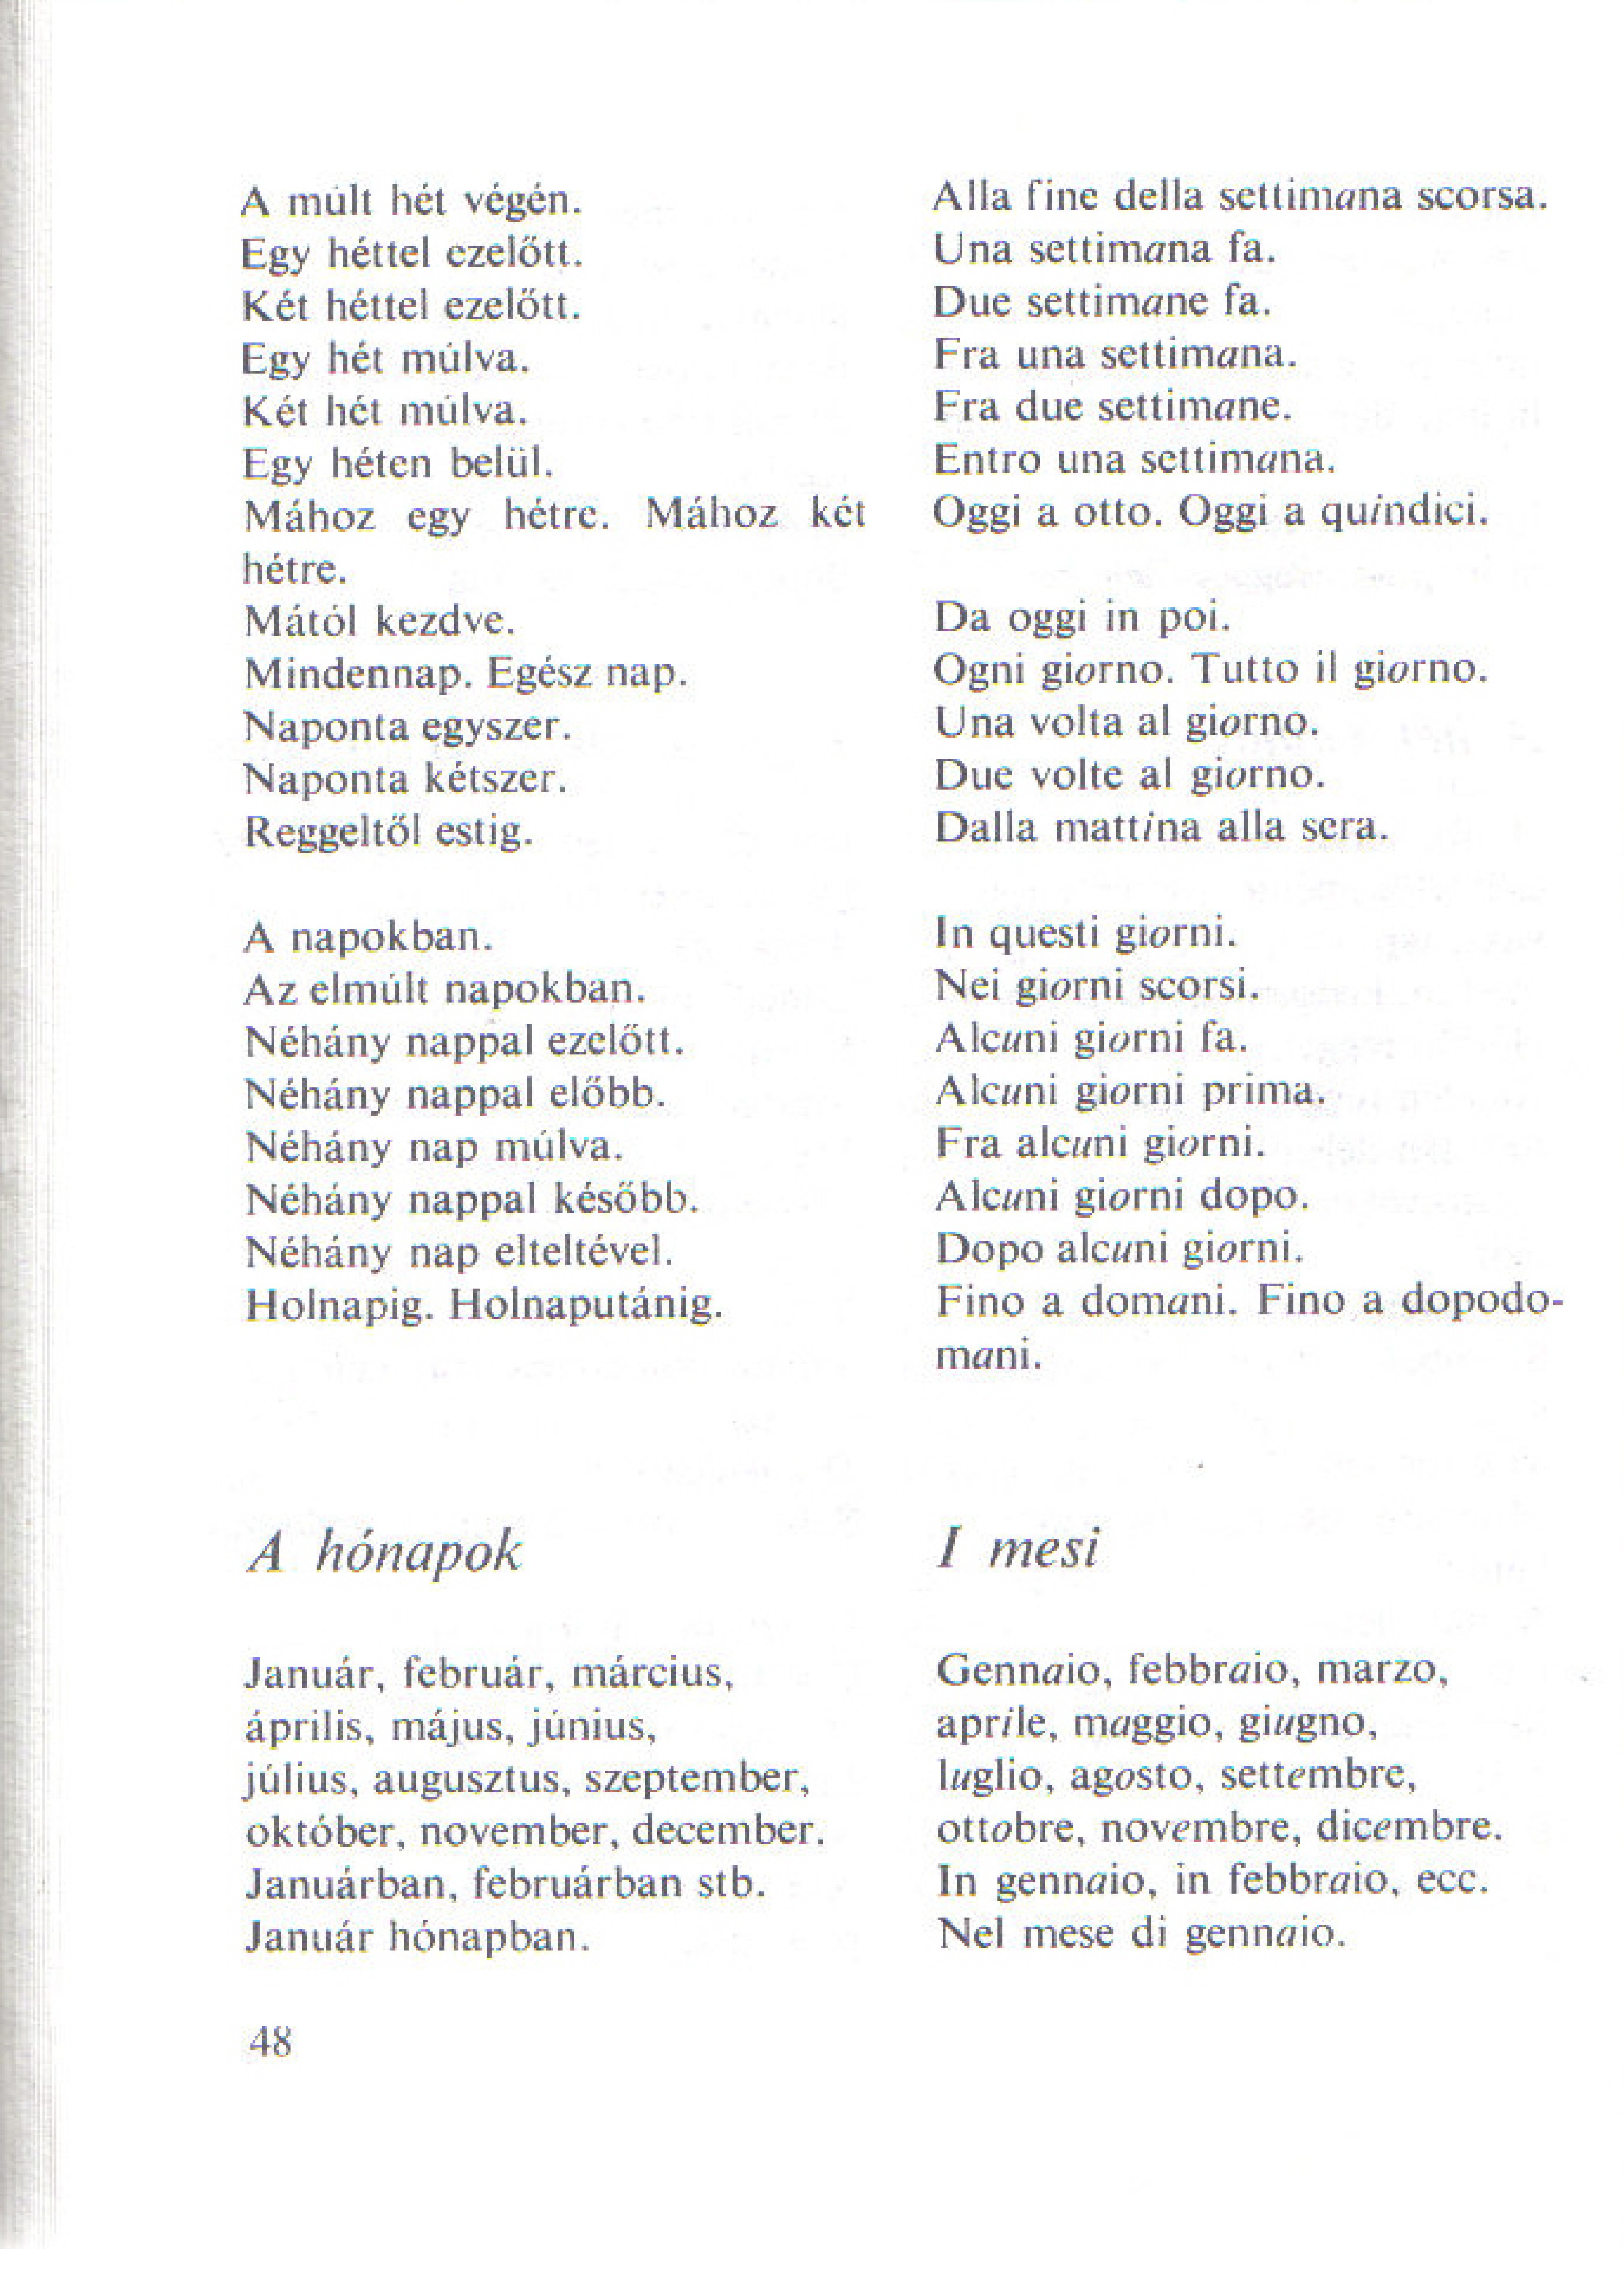 A múlt hét végén.
Egy héttel ezelőtt.
Két héttel ezelőtt.
Egy hét múlva.
Két hét múlva.
Egy héten belül.
Mához egy hétre. Mához két
hétre.
Mától kezdve.
Mindennap. Egész nap.
Naponta egyszer.
Naponta kétszer.
Reggeltől estig.
A napokban.
Az elmúlt napokban.
Néhány nappal ezelőtt.
Néhány nappal előbb.
Néhány nap múlva.
Néhány nappal később.
Néhány nap elteltével.
Holnapig. Holnaputánig.
Alla fine della settimana scorsa.
Una settimana fa.
Due settimane fa.
Fra una settimana.
Fra due settimane.
Entro una settimana.
Oggi a otto. Oggi a quindici.
Da oggi in poi.
Ogni giorno. Tutto il giorno.
Una volta al giorno.
Due volte al giorno.
Dalla mattina alla sera.
In questi giorni.
Nei giorni scorsi.
Alcuni giorni fa.
Alcuni giorni prima.
Fra alcuni giorni.
Alcuni giorni dopo.
Dopo alcuni giorni.
Fino a domani. Fino a dopodo-
mani.
A hónapok
Január, február, március,
április, május, június,
július, augusztus, szeptember,
október, november, december.
Januárban, februárban stb.
Január hónapban.
I mesi
Gennaio, febbraio, marzo,
aprile, maggio, giugno,
luglio, agosto, settembre,
ottobre, novembre, dicembre.
In gennaio, in febbraio, ecc.
Nel mese di gennaio.
48